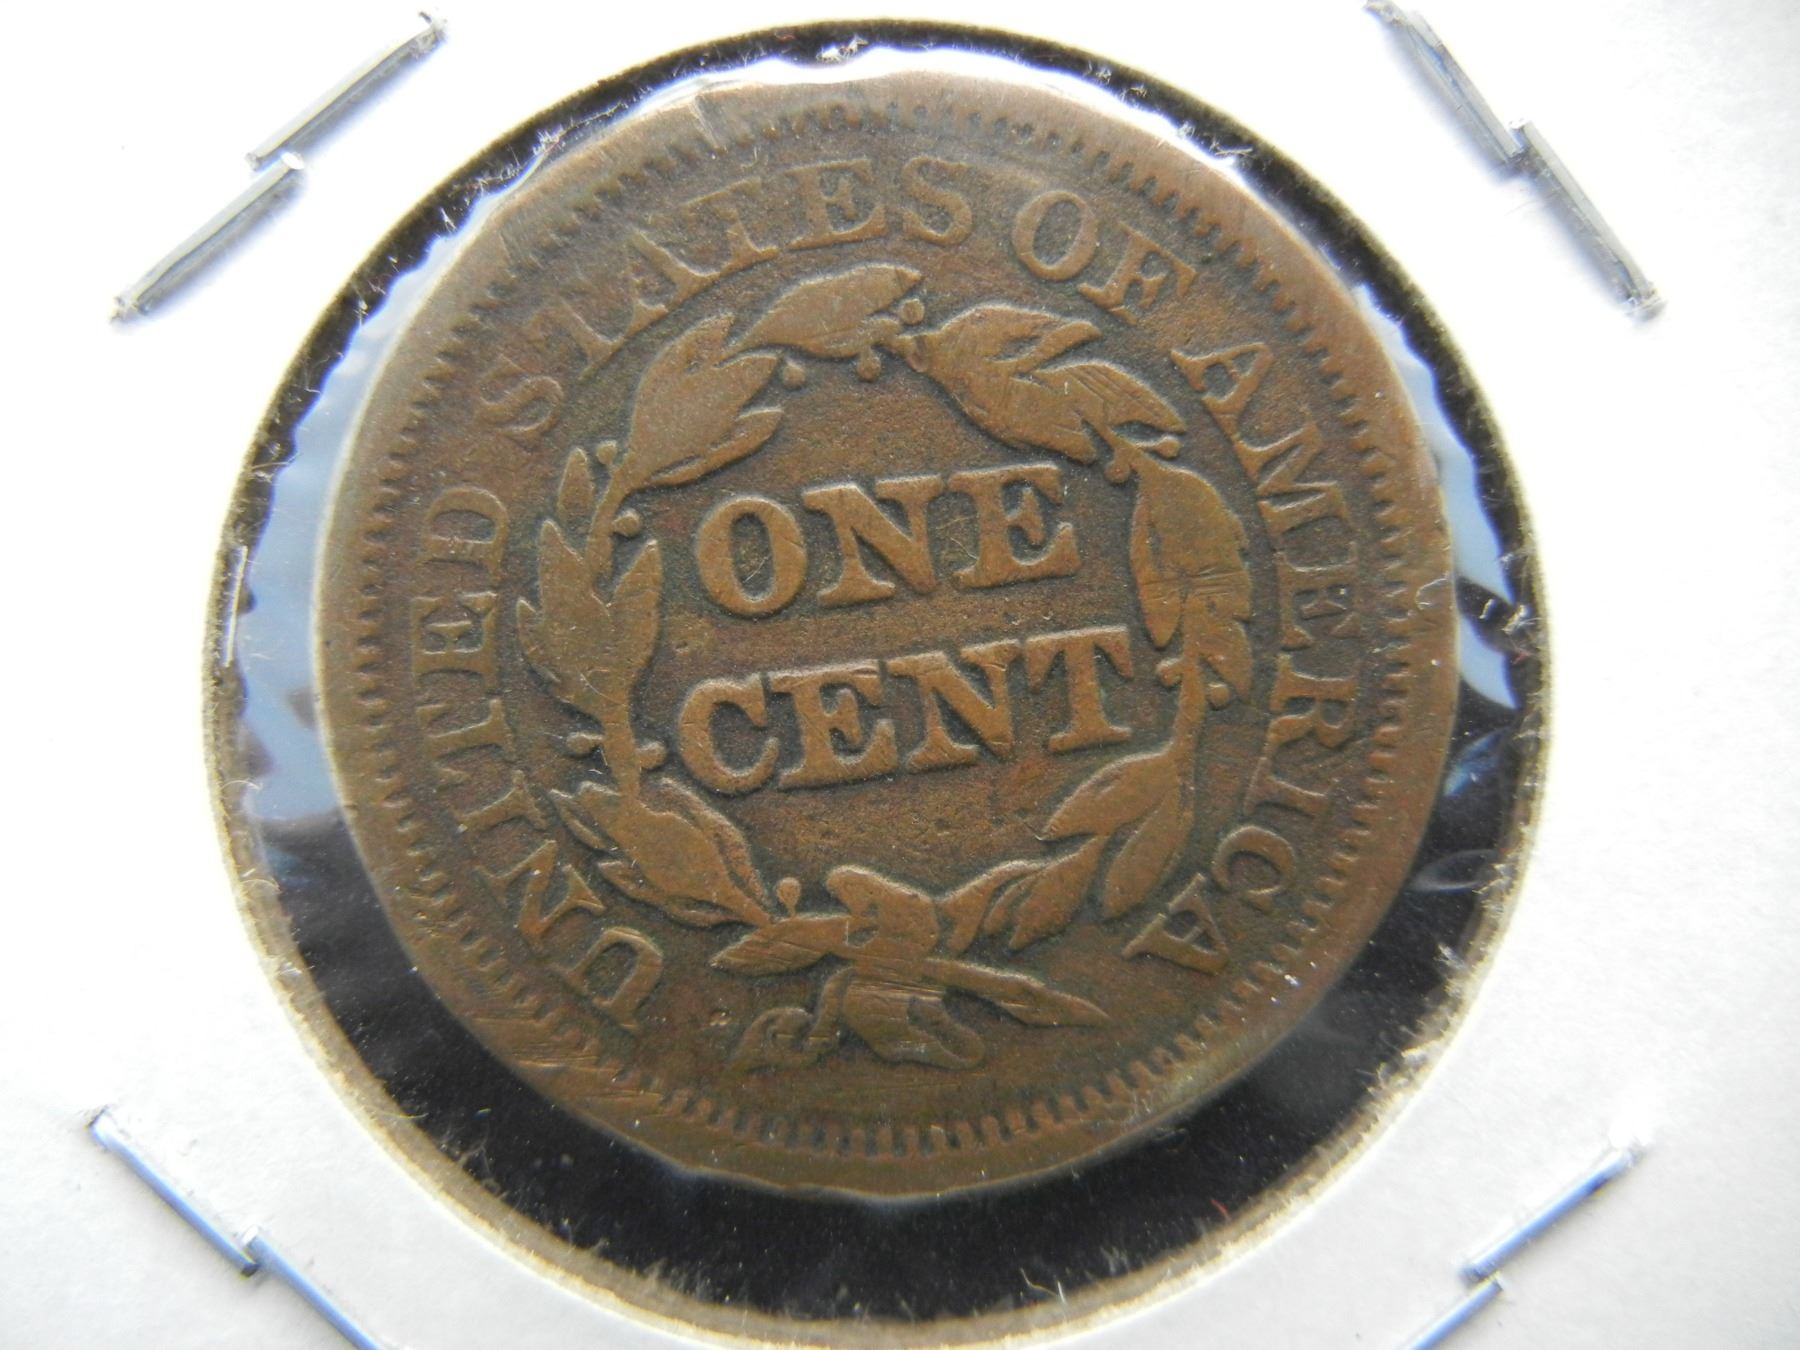 UNITED STATES OF AMERICA
ONE
CENT